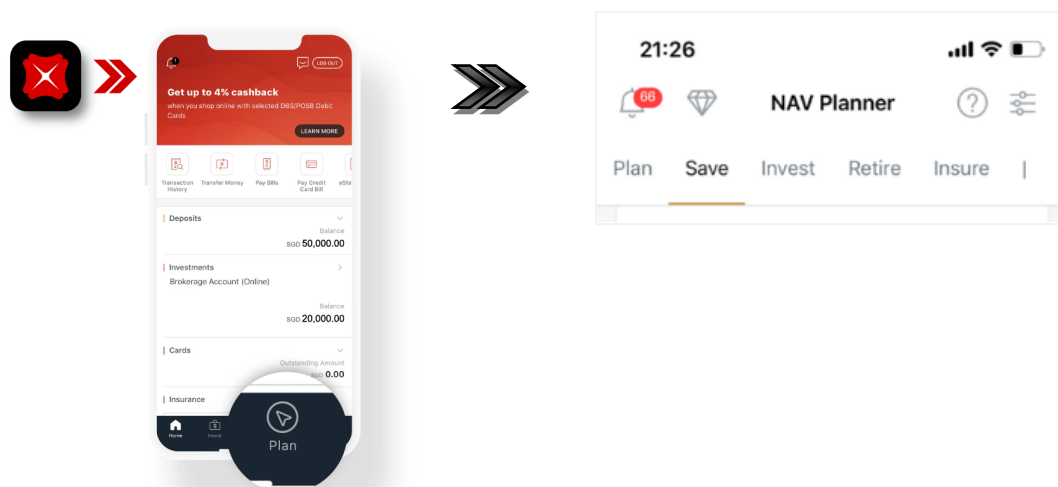 LOG OUT
Get up to 4% cashback
when you shop online with selected DBS/POSB Debit
Cards
LEARN MORE
Transaction
History
Transfer Money
Pay Bills
Pay Credit
Card Bill
Deposits
Balance
SGD 50,000.00
Investments
Brokerage Account (Online)
Balance
SGD 20,000.00
Cards
Outstanding Amount
0.00
Insurance
Home
Invest
Plan
21:26
66
NAV Planner
Plan Save Invest Retire Insure